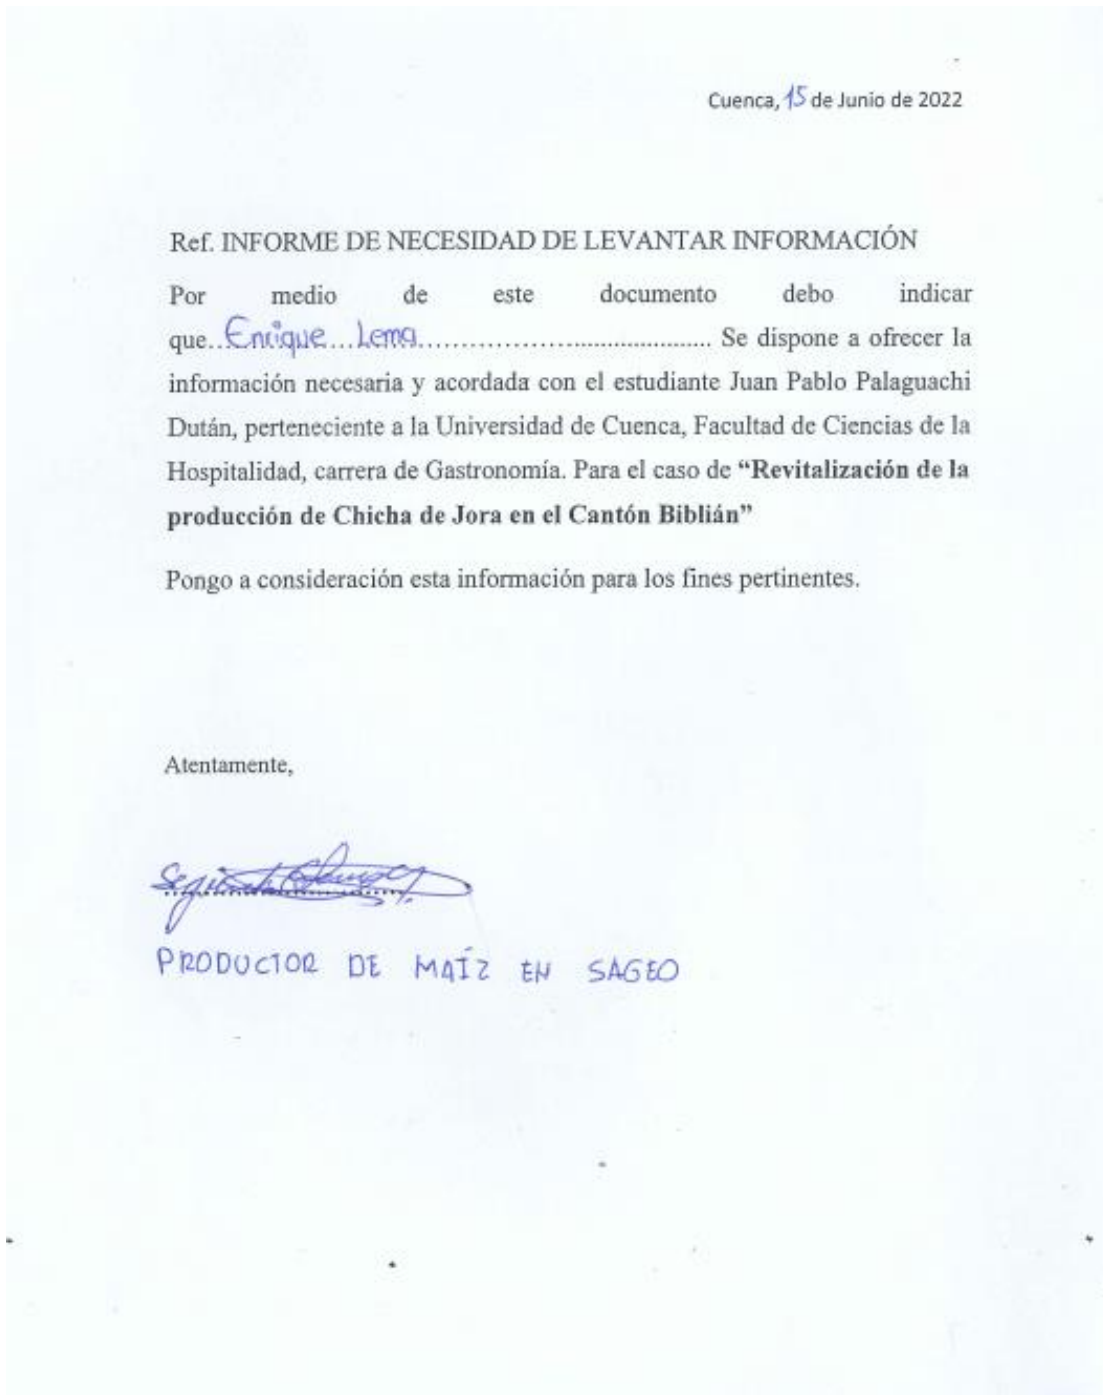 Cuenca, 15 de Junio de 2022
Ref. INFORME DE NECESIDAD DE LEVANTAR INFORMACIÓN
Por medio de este documento debo indicar
que...Enrique...Lema............................................. Se dispone a ofrecer la
información necesaria y acordada con el estudiante Juan Pablo Palaguachi
Dután, perteneciente a la Universidad de Cuenca, Facultad de Ciencias de la
Hospitalidad, carrera de Gastronomía. Para el caso de “Revitalización de la
producción de Chicha de Jora en el Cantón Biblián”
Pongo a consideración esta información para los fines pertinentes.
Atentamente,
PRODUCTOR DE MAÍZ EN SAGEO